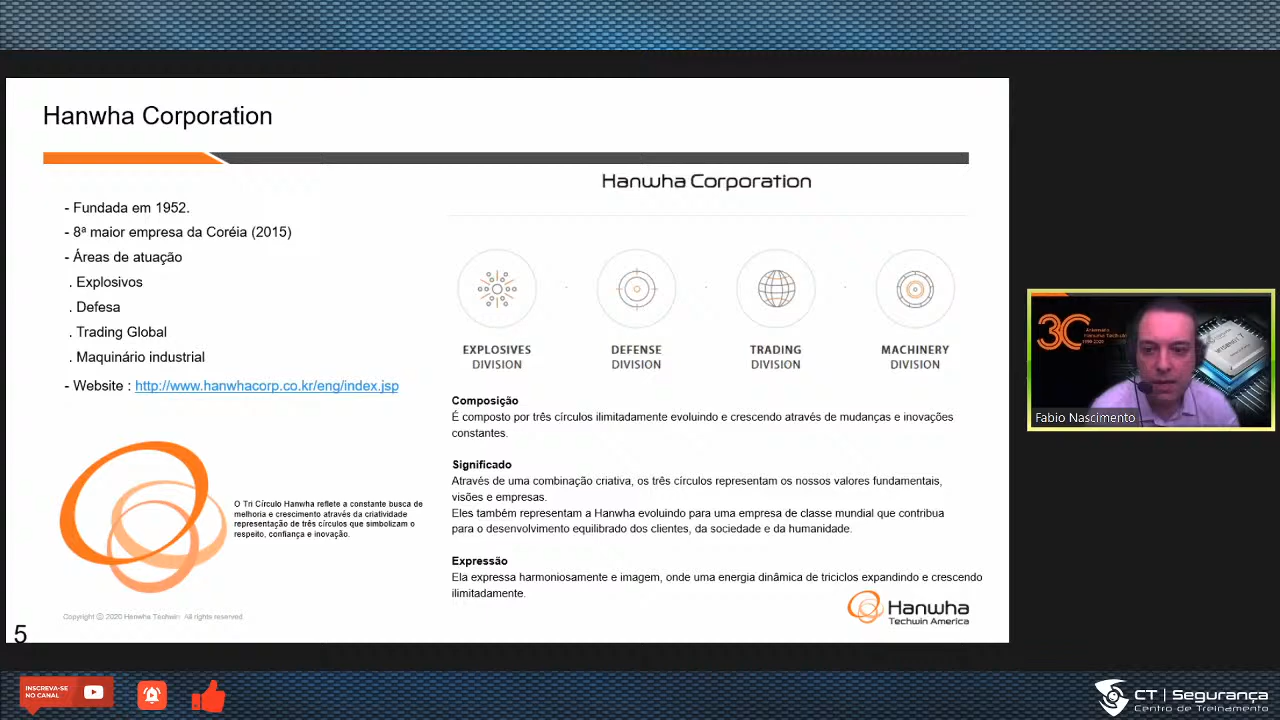 Hanwha Corporation
Hanwha Corporation
- Fundada em 1952.
- 8ª maior empresa da Coréia (2015)
- Áreas de atuação
. Explosivos
. Defesa
. Trading Global
. Maquinário industrial
- Website : http://www.hanwhacorp.co.kr/eng/index.jsp
EXPLOSIVES
DIVISION
DEFENSE
DIVISION
TRADING
DIVISION
MACHINERY
DIVISION
Composição
É composto por três círculos ilimitadamente evoluindo e crescendo através de mudanças e inovações
constantes.
Significado
Através de uma combinação criativa, os três círculos representam os nossos valores fundamentais,
visões e empresas.
Eles também representam a Hanwha evoluindo para uma empresa de classe mundial que contribua
para o desenvolvimento equilibrado dos clientes, da sociedade e da humanidade.
Expressão
Ela expressa harmoniosamente e imagem, onde uma energia dinâmica de triciclos expandindo e crescendo
ilimitadamente.
O Tri Círculo Hanwha reflete a constante busca de
melhoria e crescimento através da criatividade
representação de três círculos que simbolizam o
respeito, confiança e inovação.
Copyright ⓒ 2020 Hanwha Techwin. All rights reserved.
Hanwha
Techwin America
5
30
Fabio Nascimento
INSCREVA-SE
NO CANAL
CT | Segurança
Centro de Treinamento